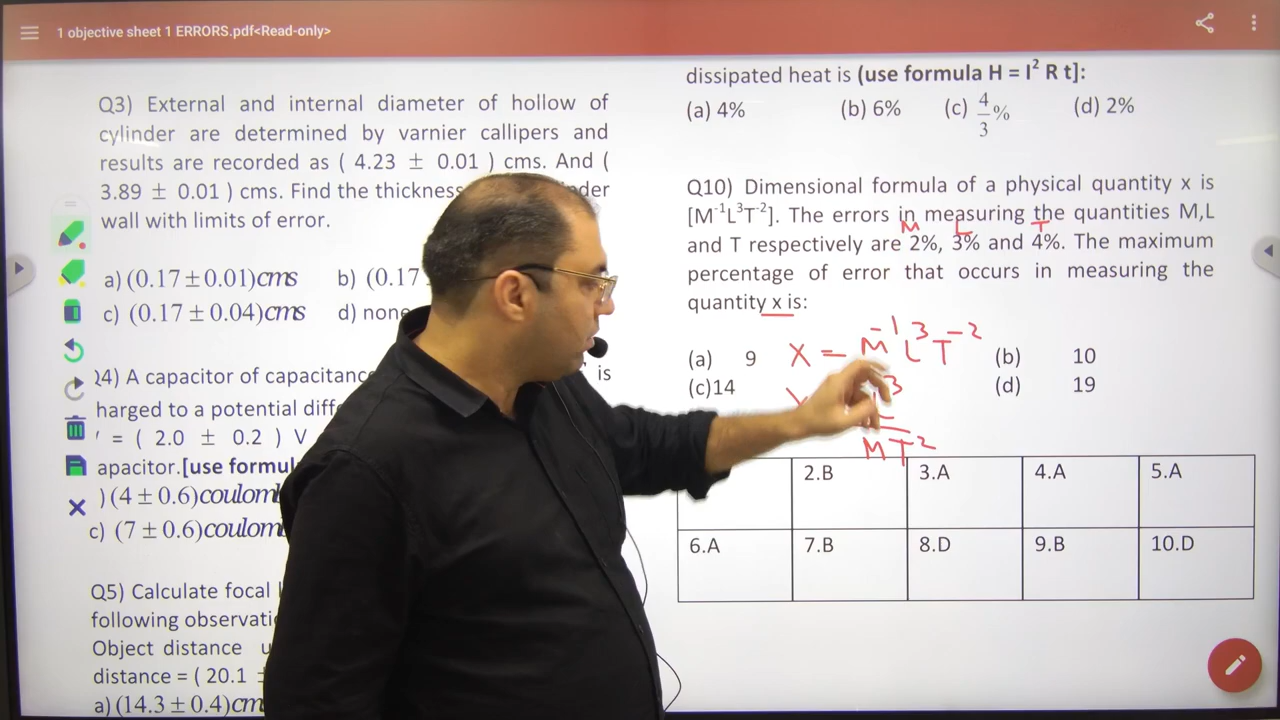 1 objective sheet 1 ERRORS.pdf<Read-only>
Q3) External and internal diameter of hollow of
cylinder are determined by varnier callipers and
results are recorded as ( 4.23 ± 0.01 ) cms. And (
3.89 ± 0.01 ) cms. Find the thickness
wall with limits of error.
a) (0.17 ± 0.01)cms b) (0.17
c) (0.17 ± 0.04)cms d) none
Q4) A capacitor of capacitance is
harged to a potential diff
' = ( 2.0 ± 0.2 ) V
apacitor.[use formul
) (4 ± 0.6)coulomb
c) (7 ± 0.6)coulom
Q5) Calculate focal
following observati
Object distance u
distance = ( 20.1 ±
a) (14.3 ± 0.4)cm
dissipated heat is (use formula H = I² R t]:
(a) 4% (b) 6% (c) 4/3 % (d) 2%
Q10) Dimensional formula of a physical quantity x is
[M⁻¹L³T⁻²]. The errors in measuring the quantities M,L
M L T
and T respectively are 2%, 3% and 4%. The maximum
percentage of error that occurs in measuring the
quantity x is:
X = M⁻¹ L³ T⁻²
(a) 9 (b) 10
(c)14 (d) 19
L³
MT²
2.B 3.A 4.A 5.A
6.A 7.B 8.D 9.B 10.D